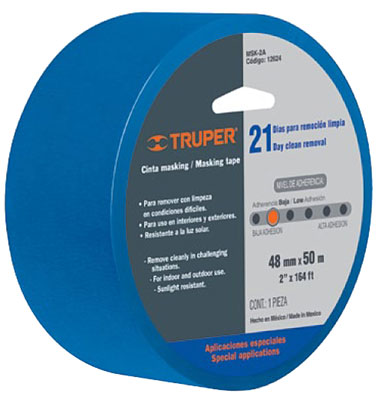 MSK-2A
Código: 12624
TRUPER®
Cinta masking / Masking tape
21 Días para remoción limpia
Day clean removal
NIVEL DE ADHERENCIA
Adherencia Baja / Low Adhesion
BAJA ADHESIÓN
ALTA ADHESIÓN
• Para remover con limpieza
en condiciones difíciles.
• Para uso en interiores y exteriores.
• Resistente a la luz solar.
- Remove cleanly in challenging
situations.
- For indoor and outdoor use.
- Sunlight resistant.
48 mm x 50 m
2" x 164 ft
CONT.: 1 PIEZA
Hecho en México / Made in Mexico
Aplicaciones especiales
Special applications